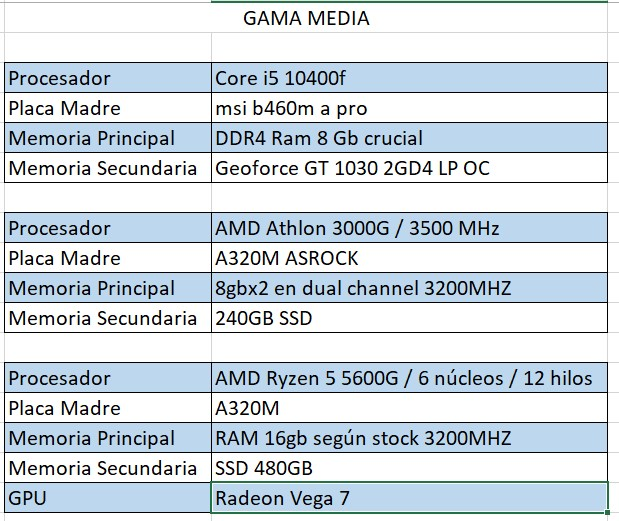 GAMA MEDIA
Procesador Core i5 10400f
Placa Madre msi b460m a pro
Memoria Principal DDR4 Ram 8 Gb crucial
Memoria Secundaria Geoforce GT 1030 2GD4 LP OC
Procesador AMD Athlon 3000G / 3500 MHz
Placa Madre A320M ASROCK
Memoria Principal 8gbx2 en dual channel 3200MHZ
Memoria Secundaria 240GB SSD
Procesador AMD Ryzen 5 5600G / 6 núcleos / 12 hilos
Placa Madre A320M
Memoria Principal RAM 16gb según stock 3200MHZ
Memoria Secundaria SSD 480GB
GPU Radeon Vega 7